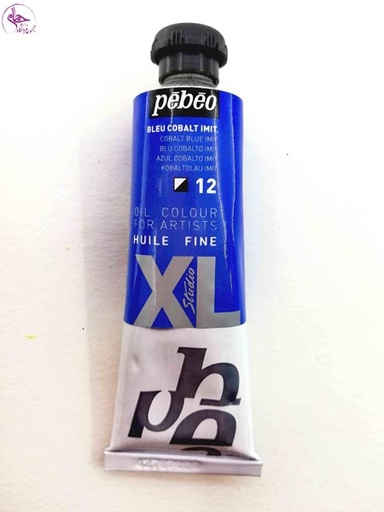 pébéo
BLEU COBALT IMIT.
COBALT BLUE IMIT
BLU COBALTO IMIT
AZUL COBALTO IMIT
KOBALTBLAU IMIT.
12
OIL COLOUR
FOR ARTISTS
HUILE FINE
XL
Studio